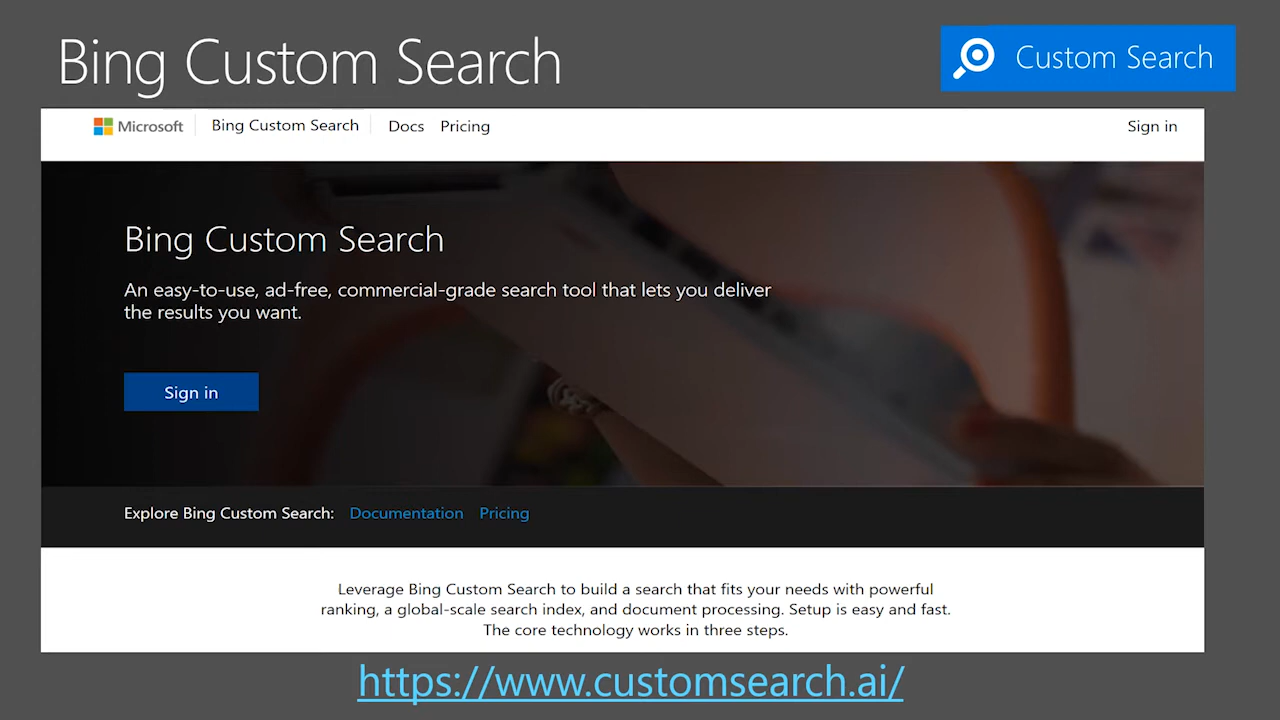 Bing Custom Search
Custom Search
Microsoft
Bing Custom Search
Docs
Pricing
Sign in
Bing Custom Search
An easy-to-use, ad-free, commercial-grade search tool that lets you deliver
the results you want.
Sign in
Explore Bing Custom Search: Documentation Pricing
Leverage Bing Custom Search to build a search that fits your needs with powerful
ranking, a global-scale search index, and document processing. Setup is easy and fast.
The core technology works in three steps.
https://www.customsearch.ai/